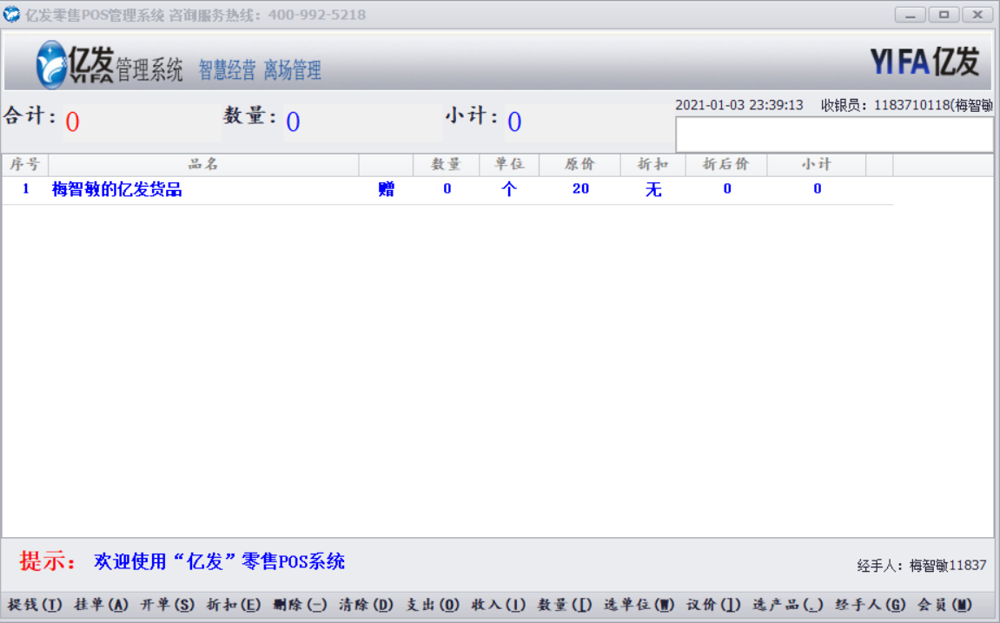 亿发零售POS管理系统 咨询服务热线：400-992-5218
亿发 YIFA 管理系统 智慧经营 离场管理 YI FA 亿发
合计：0 数量：0 小计：0 2021-01-03 23:39:13 收银员：1183710118(梅智敏
序号 品名 数量 单位 原价 折扣 折后价 小计
1 梅智敏的亿发货品 赠 0 个 20 无 0 0
提示： 欢迎使用“亿发”零售POS系统
经手人：梅智敏11837
提钱(T) 挂单(A) 开单(S) 折扣(E) 删除(-) 清除(D) 支出(O) 收入(I) 数量([) 选单位(W) 议价(]) 选产品(.) 经手人(G) 会员(M)